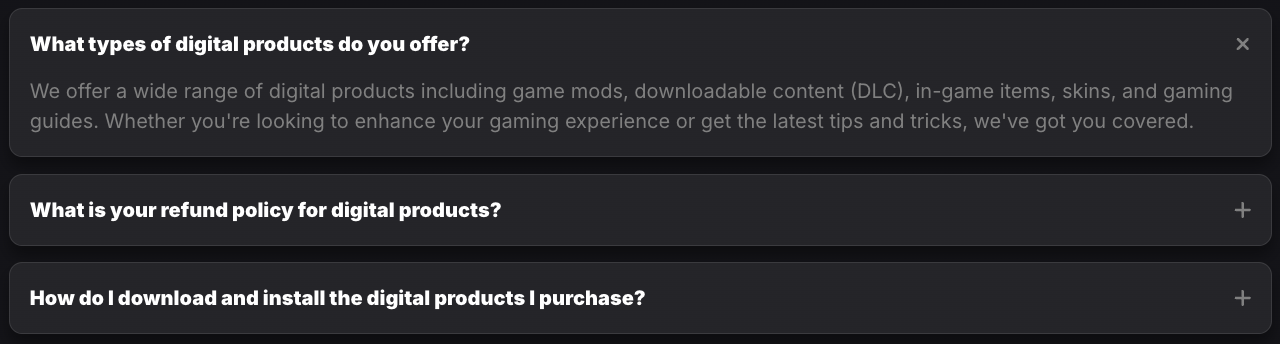 What types of digital products do you offer?
We offer a wide range of digital products including game mods, downloadable content (DLC), in-game items, skins, and gaming
guides. Whether you're looking to enhance your gaming experience or get the latest tips and tricks, we've got you covered.
What is your refund policy for digital products?
How do I download and install the digital products I purchase?